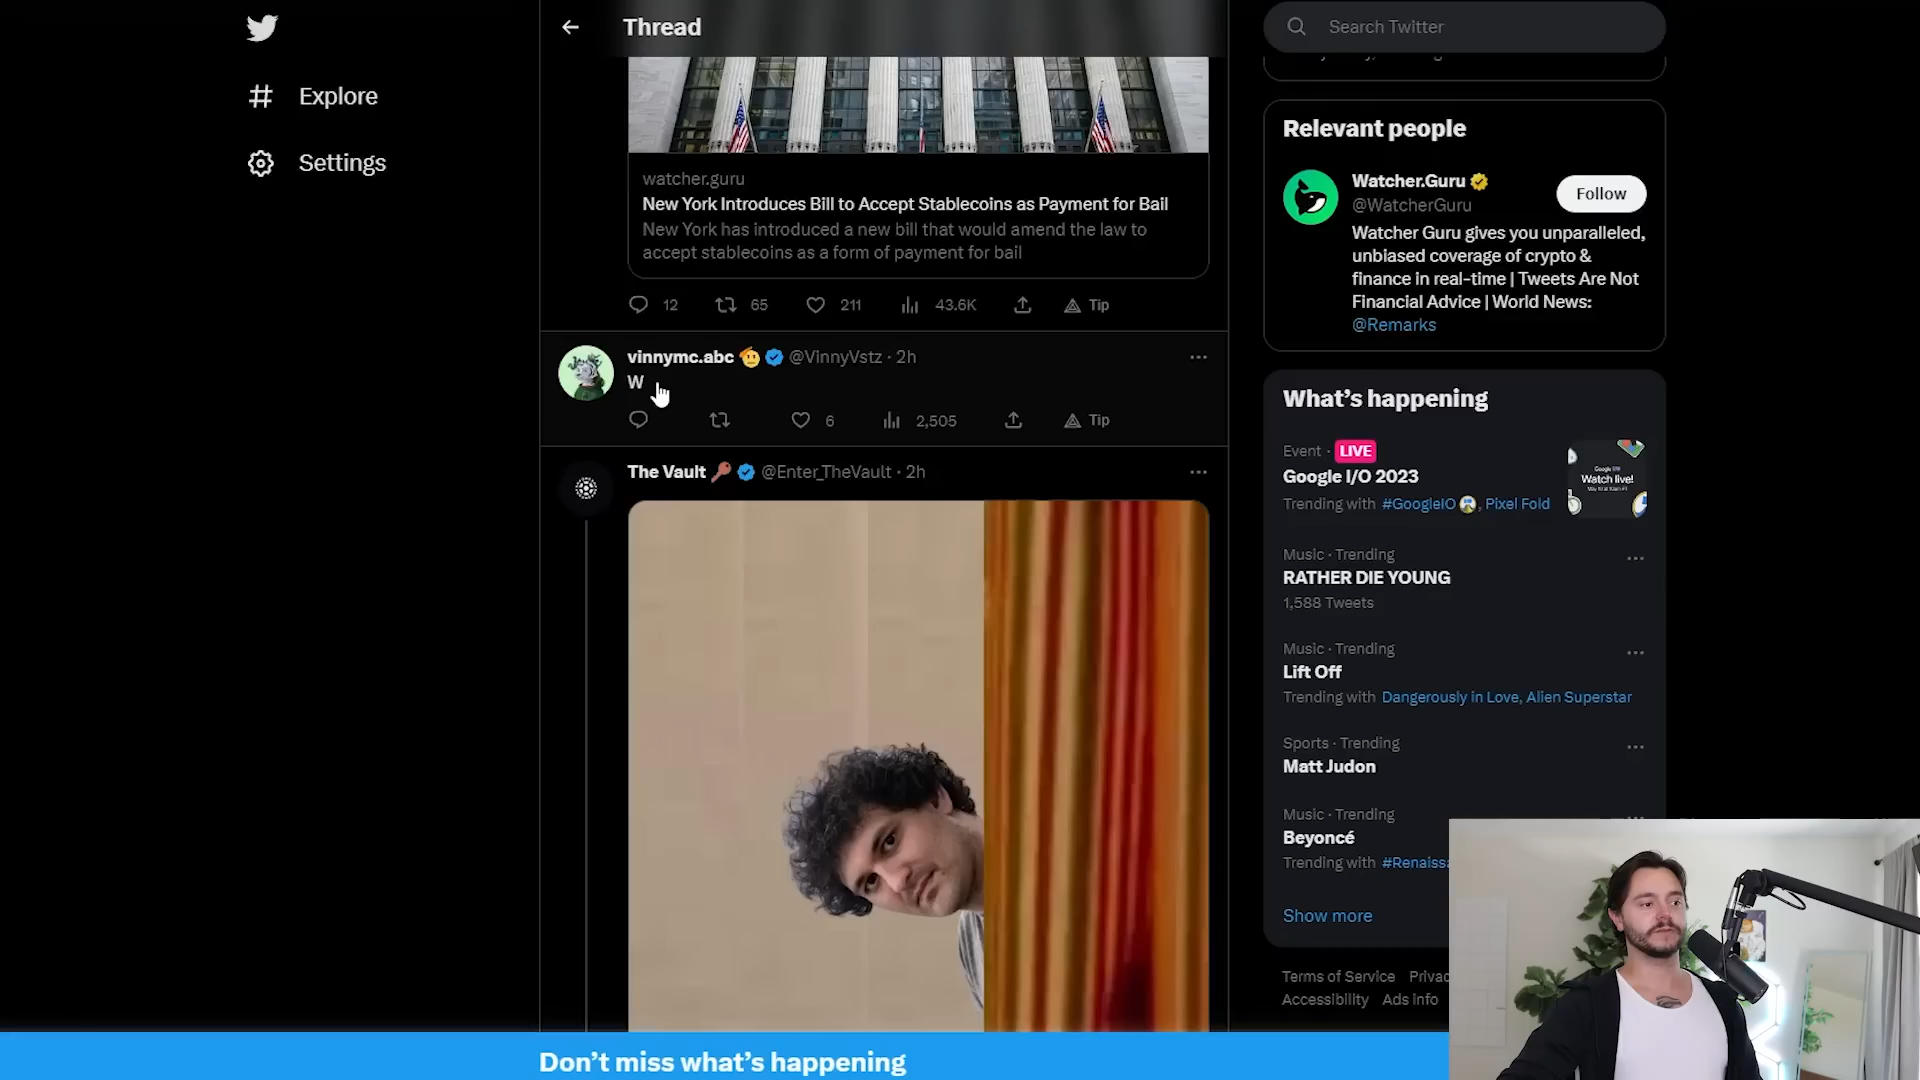 Explore
Settings
Thread
watcher.guru
New York Introduces Bill to Accept Stablecoins as Payment for Bail
New York has introduced a new bill that would amend the law to
accept stablecoins as a form of payment for bail
12 65 211 43.6K Tip
vinnymc.abc @VinnyVstz · 2h
W
6 2,505 Tip
The Vault @Enter_TheVault · 2h
Search Twitter
Relevant people
Watcher.Guru
@WatcherGuru
Follow
Watcher Guru gives you unparalleled,
unbiased coverage of crypto &
finance in real-time | Tweets Are Not
Financial Advice | World News:
@Remarks
What's happening
Event · LIVE
Google I/O 2023
Trending with #GoogleIO , Pixel Fold
Watch live!
Music · Trending
RATHER DIE YOUNG
1,588 Tweets
Music · Trending
Lift Off
Trending with Dangerously in Love, Alien Superstar
Sports · Trending
Matt Judon
Music · Trending
Beyoncé
Trending with #Renaiss
Show more
Terms of Service Privac
Accessibility Ads info
Don't miss what's happening